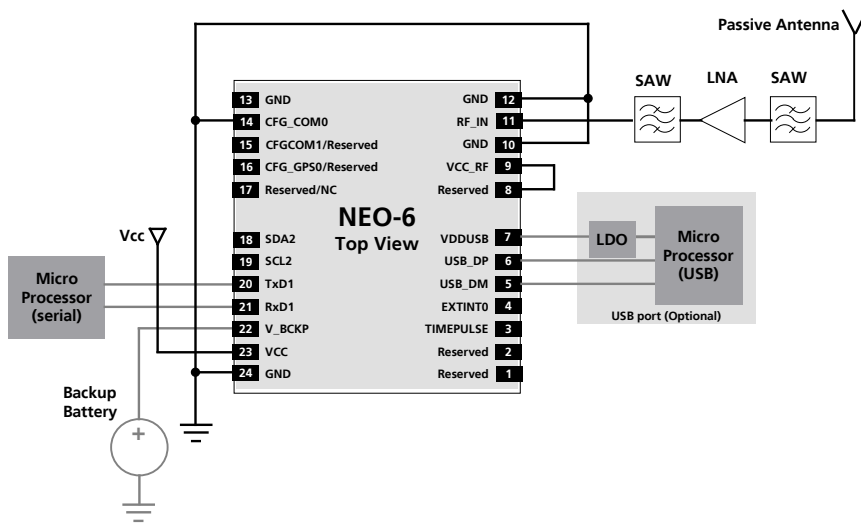 Passive Antenna
SAW
LNA
SAW
13 GND
GND 12
14 CFG_COM0
RF_IN 11
15 CFGCOM1/Reserved
GND 10
16 CFG_GPS0/Reserved
VCC_RF 9
17 Reserved/NC
Reserved 8
NEO-6
Top View
Vcc
18 SDA2
VDDUSB 7
19 SCL2
USB_DP 6
20 TxD1
USB_DM 5
21 RxD1
EXTINT0 4
22 V_BCKP
TIMEPULSE 3
23 VCC
Reserved 2
24 GND
Reserved 1
LDO
Micro
Processor
(USB)
USB port (Optional)
Micro
Processor
(serial)
Backup
Battery
+